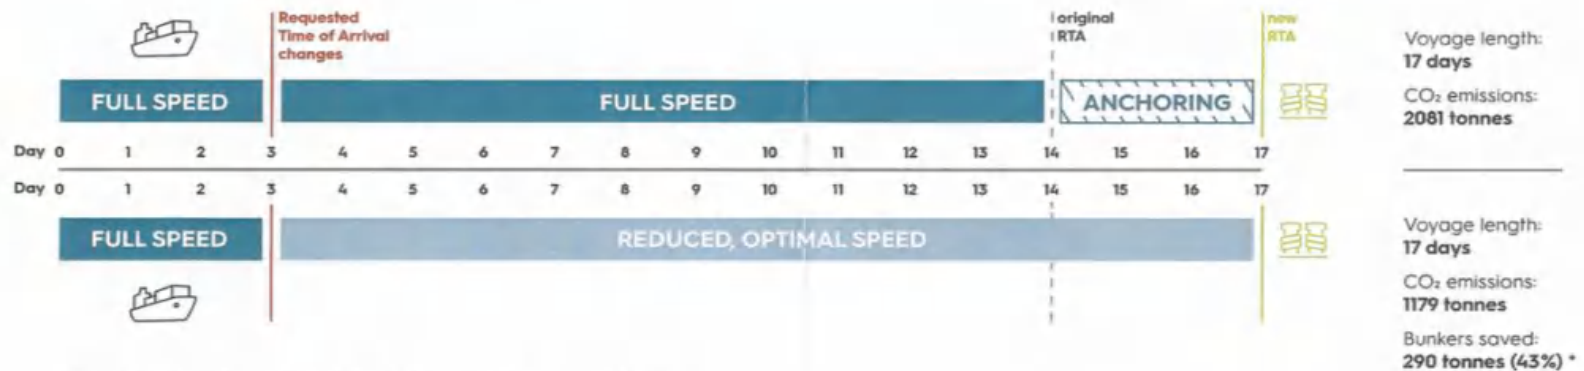 Requested
Time of Arrival
changes
original
RTA
new
RTA
FULL SPEED
FULL SPEED
ANCHORING
Voyage length:
17 days
CO₂ emissions:
2081 tonnes
Day 0 1 2 3 4 5 6 7 8 9 10 11 12 13 14 15 16 17
Day 0 1 2 3 4 5 6 7 8 9 10 11 12 13 14 15 16 17
FULL SPEED
REDUCED, OPTIMAL SPEED
Voyage length:
17 days
CO₂ emissions:
1179 tonnes
Bunkers saved:
290 tonnes (43%) *